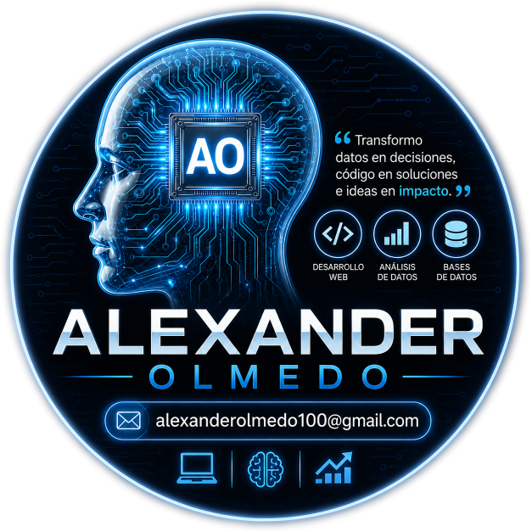 AO
“ Transformo
datos en decisiones,
código en soluciones
e ideas en impacto. ”
</>
DESARROLLO
WEB
ANÁLISIS
DE DATOS
BASES
DE DATOS
ALEXANDER
OLMEDO
alexanderolmedo100@gmail.com